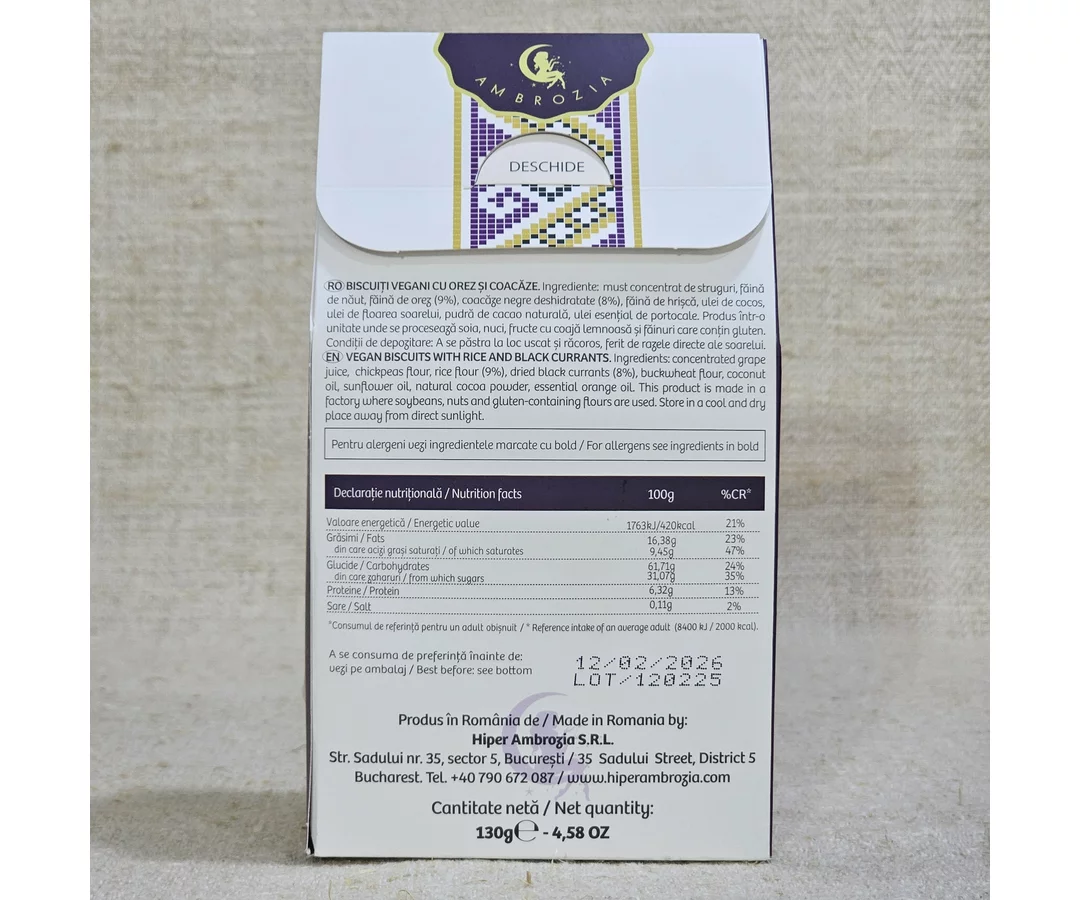 AMBROZIA
DESCHIDE
RO BISCUIȚI VEGANI CU OREZ ȘI COACĂZE. Ingrediente: must concentrat de struguri, făină
de năut, făină de orez (9%), coacăze negre deshidratate (8%), făină de hrișcă, ulei de cocos,
ulei de floarea soarelui, pudră de cacao naturală, ulei esențial de portocale. Produs într-o
unitate unde se procesează soia, nuci, fructe cu coajă lemnoasă și făinuri care conțin gluten.
Condiții de depozitare: A se păstra la loc uscat și răcoros, ferit de razele directe ale soarelui.
EN VEGAN BISCUITS WITH RICE AND BLACK CURRANTS. Ingredients: concentrated grape
juice, chickpeas flour, rice flour (9%), dried black currants (8%), buckwheat flour, coconut
oil, sunflower oil, natural cocoa powder, essential orange oil. This product is made in a
factory where soybeans, nuts and gluten-containing flours are used. Store in a cool and dry
place away from direct sunlight.
Pentru alergeni vezi ingredientele marcate cu bold / For allergens see ingredients in bold
Declarație nutrițională / Nutrition facts 100g %CR*
Valoare energetică / Energetic value 1763kJ/420kcal 21%
Grăsimi / Fats 16,38g 23%
din care acizi grași saturați / of which saturates 9,45g 47%
Glucide / Carbohydrates 61,71g 24%
din care zaharuri / from which sugars 31,07g 35%
Proteine / Protein 6,32g 13%
Sare / Salt 0,11g 2%
*Consumul de referință pentru un adult obișnuit / * Reference intake of an average adult (8400 kJ / 2000 kcal).
A se consuma de preferință înainte de:
vezi pe ambalaj / Best before: see bottom
12/02/2026
LOT/120225
Produs în România de / Made in Romania by:
Hiper Ambrozia S.R.L.
Str. Sadului nr. 35, sector 5, București / 35 Sadului Street, District 5
Bucharest. Tel. +40 790 672 087 / www.hiperambrozia.com
Cantitate netă / Net quantity:
130g℮ - 4,58 OZ